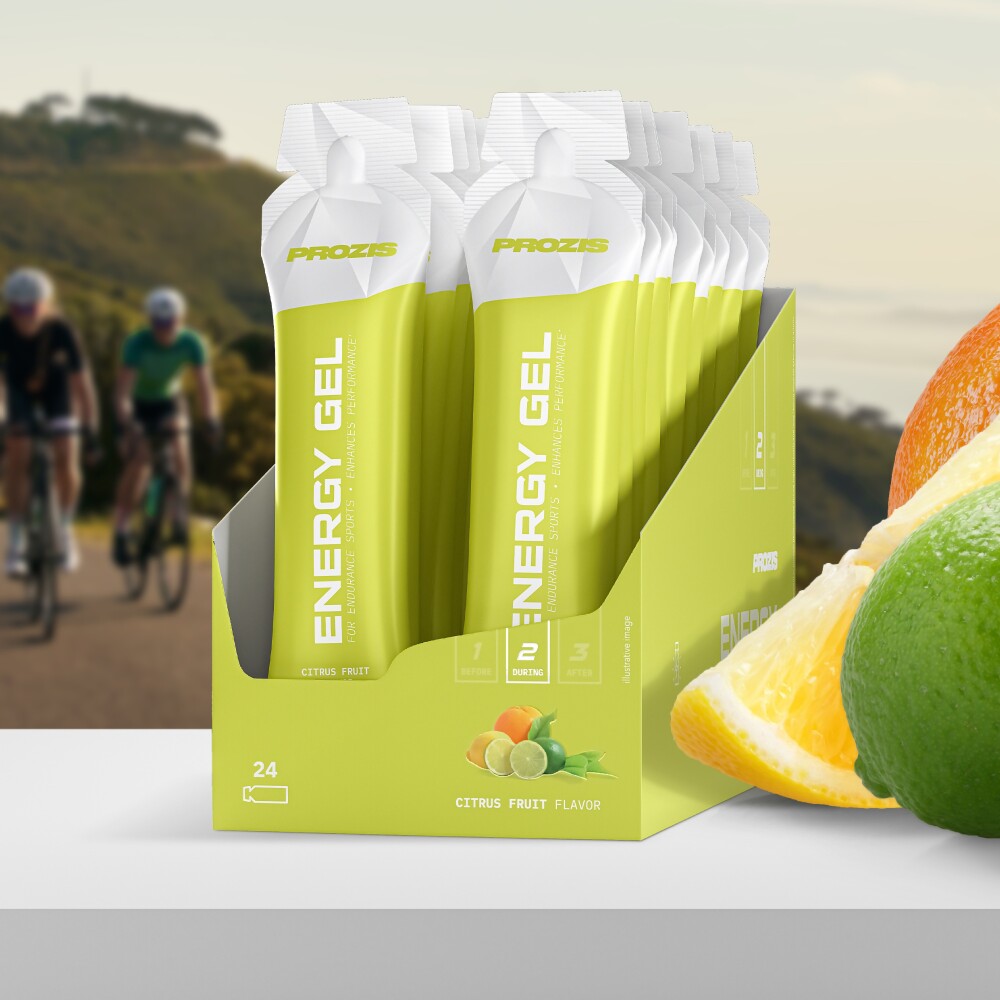 PROZIS
ENERGY GEL
FOR ENDURANCE SPORTS • ENHANCES PERFORMANCE
CITRUS FRUIT
PROZIS
ENERGY GEL
ENDURANCE SPORTS • ENHANCES PERFORMANCE
1
BEFORE
2
DURING
3
AFTER
illustrative image
24
CITRUS FRUIT FLAVOR
2
PROZIS
ENERGY